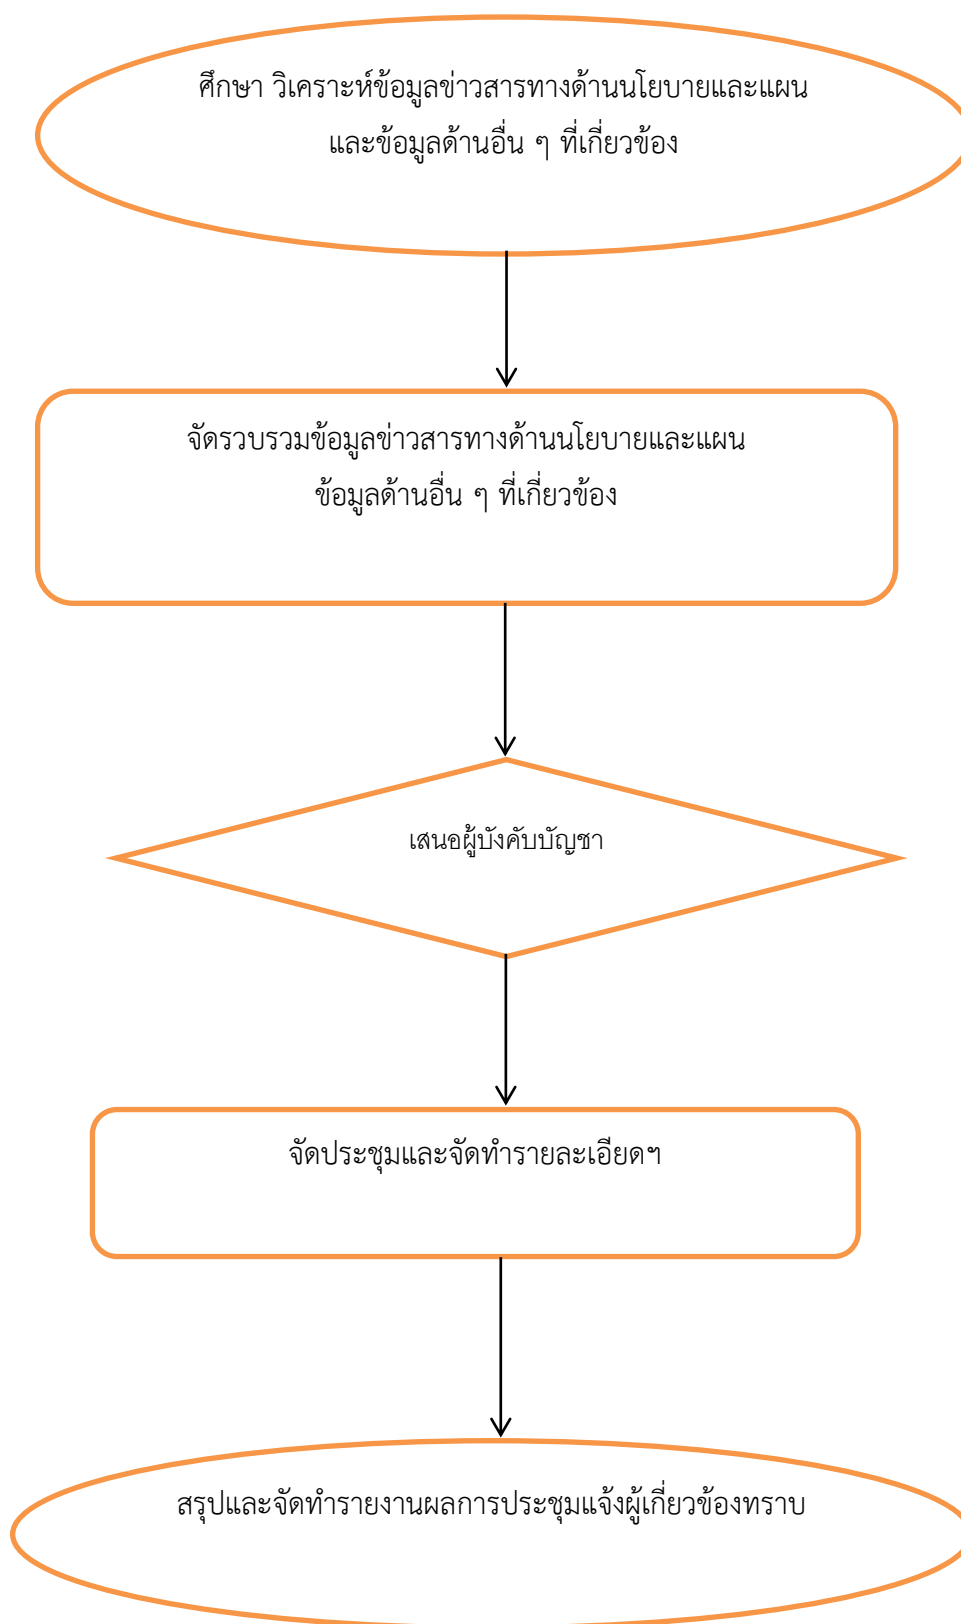 ศึกษา วิเคราะห์ข้อมูลข่าวสารทางด้านนโยบายและแผน
และข้อมูลด้านอื่น ๆ ที่เกี่ยวข้อง
จัดรวบรวมข้อมูลข่าวสารทางด้านนโยบายและแผน
ข้อมูลด้านอื่น ๆ ที่เกี่ยวข้อง
เสนอผู้บังคับบัญชา
จัดประชุมและจัดทำรายละเอียดฯ
สรุปและจัดทำรายงานผลการประชุมแจ้งผู้เกี่ยวข้องทราบ